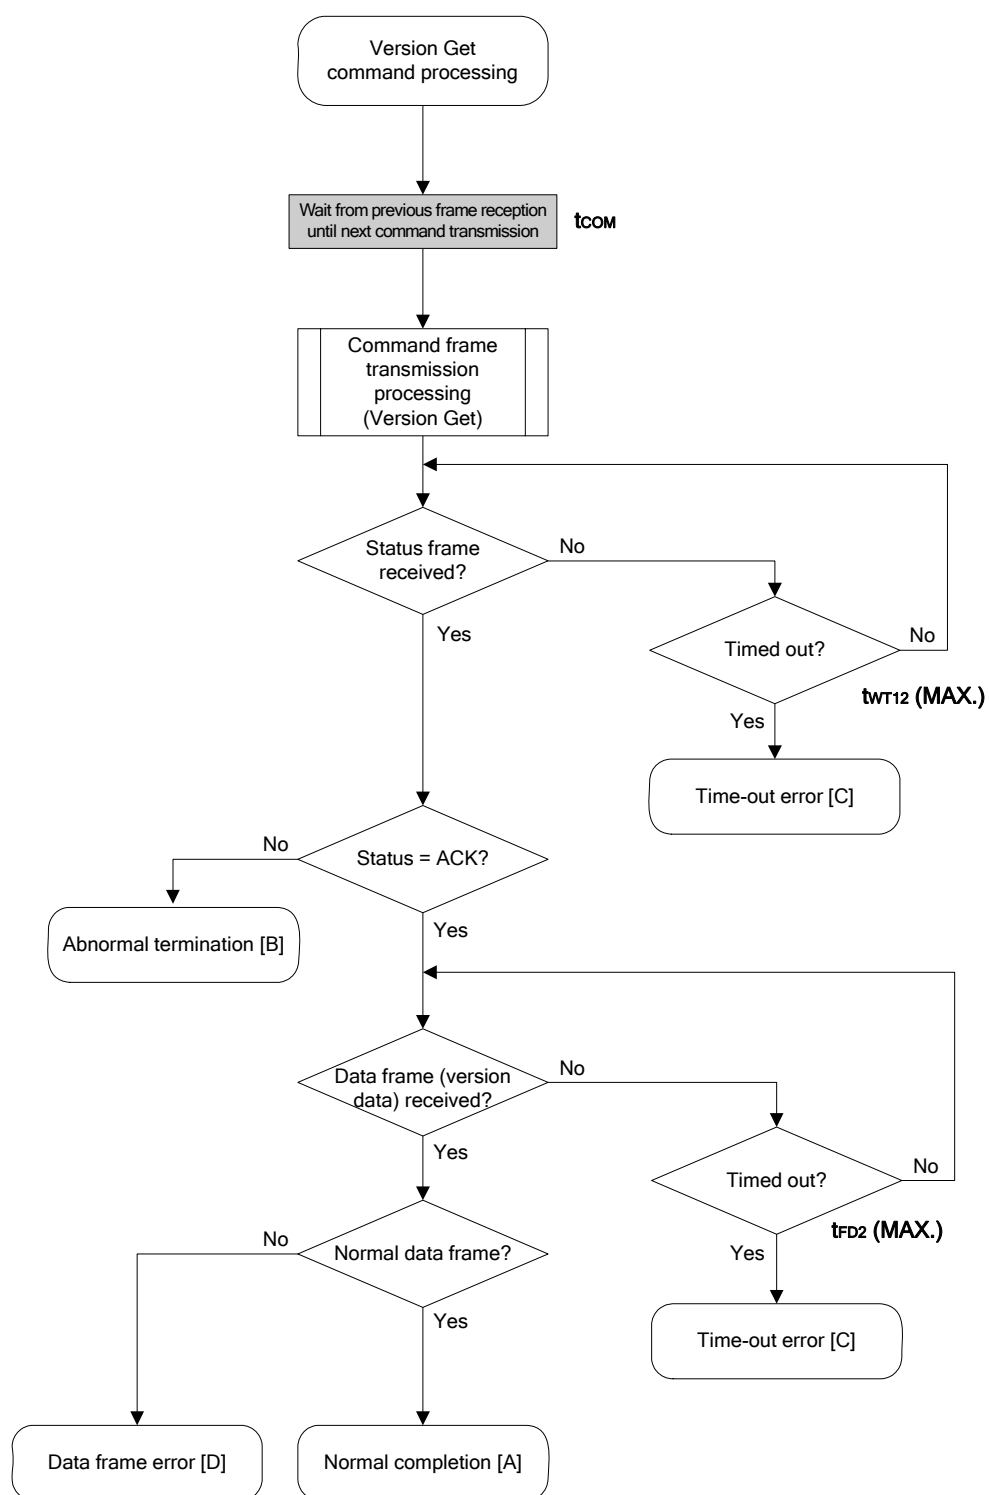 Version Get
command processing
Wait from previous frame reception
until next command transmission
tCOM
Command frame
transmission
processing
(Version Get)
Status frame
received?
No
Yes
Timed out?
No
tWT12 (MAX.)
Yes
Time-out error [C]
Status = ACK?
No
Abnormal termination [B]
Yes
Data frame (version
data) received?
No
Yes
Timed out?
No
tFD2 (MAX.)
Yes
Time-out error [C]
Normal data frame?
No
Yes
Data frame error [D]
Normal completion [A]